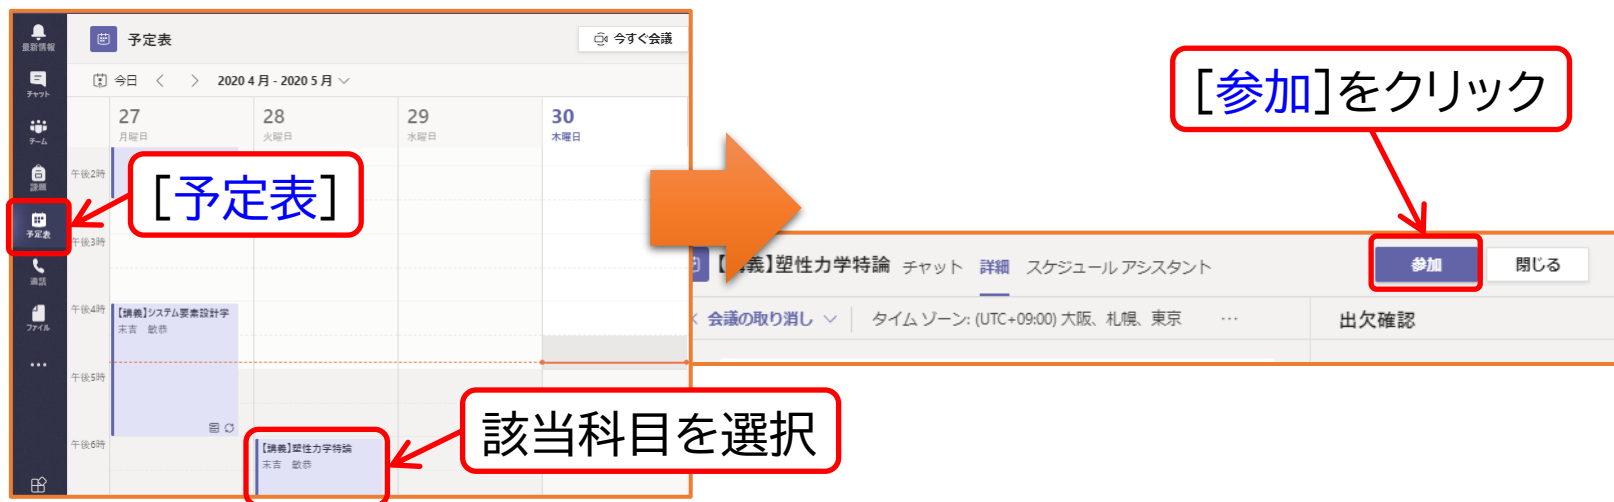 最新情報
チャット
チーム
課題
予定表
通話
ファイル
予定表
今すぐ会議
今日 2020 4 月 - 2020 5 月
27
月曜日
28
火曜日
29
水曜日
30
木曜日
午後2時
午後3時
午後4時
午後5時
午後6時
【講義】システム要素設計学
末吉 敏恭
【講義】塑性力学特論
末吉 敏恭
[予定表]
該当科目を選択
[参加]をクリック
【講義】塑性力学特論 チャット 詳細 スケジュール アシスタント
参加 閉じる
会議の取り消し タイム ゾーン: (UTC+09:00) 大阪、札幌、東京 …
出欠確認